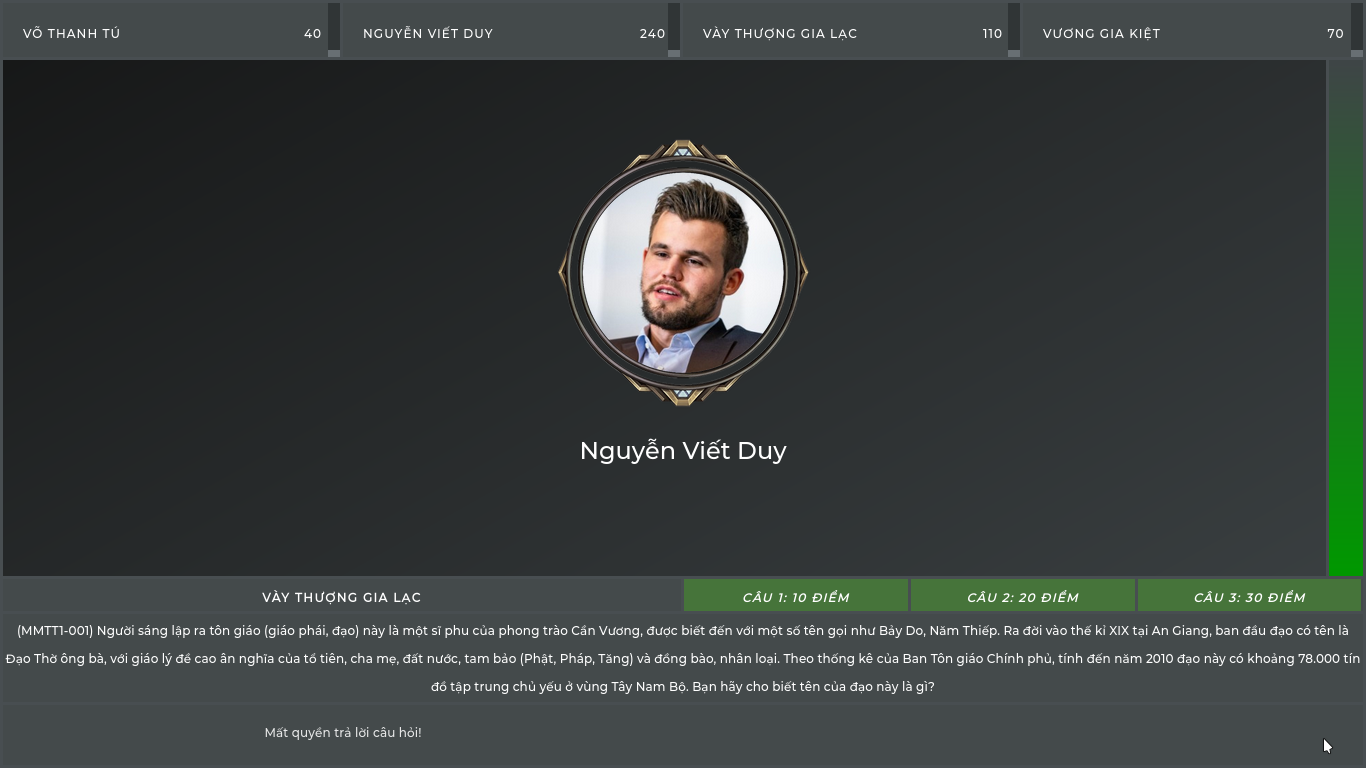 VÕ THANH TÚ 40
NGUYỄN VIẾT DUY 240
VÀY THƯỢNG GIA LẠC 110
VƯƠNG GIA KIỆT 70
Nguyễn Viết Duy
VÀY THƯỢNG GIA LẠC
CÂU 1: 10 ĐIỂM
CÂU 2: 20 ĐIỂM
CÂU 3: 30 ĐIỂM
(MMTT1-001) Người sáng lập ra tôn giáo (giáo phái, đạo) này là một sĩ phu của phong trào Cần Vương, được biết đến với một số tên gọi như Bảy Do, Năm Thiếp. Ra đời vào thế kỉ XIX tại An Giang, ban đầu đạo có tên là
Đạo Thờ ông bà, với giáo lý đề cao ân nghĩa của tổ tiên, cha mẹ, đất nước, tam bảo (Phật, Pháp, Tăng) và đồng bào, nhân loại. Theo thống kê của Ban Tôn giáo Chính phủ, tính đến năm 2010 đạo này có khoảng 78.000 tín
đồ tập trung chủ yếu ở vùng Tây Nam Bộ. Bạn hãy cho biết tên của đạo này là gì?
Mất quyền trả lời câu hỏi!